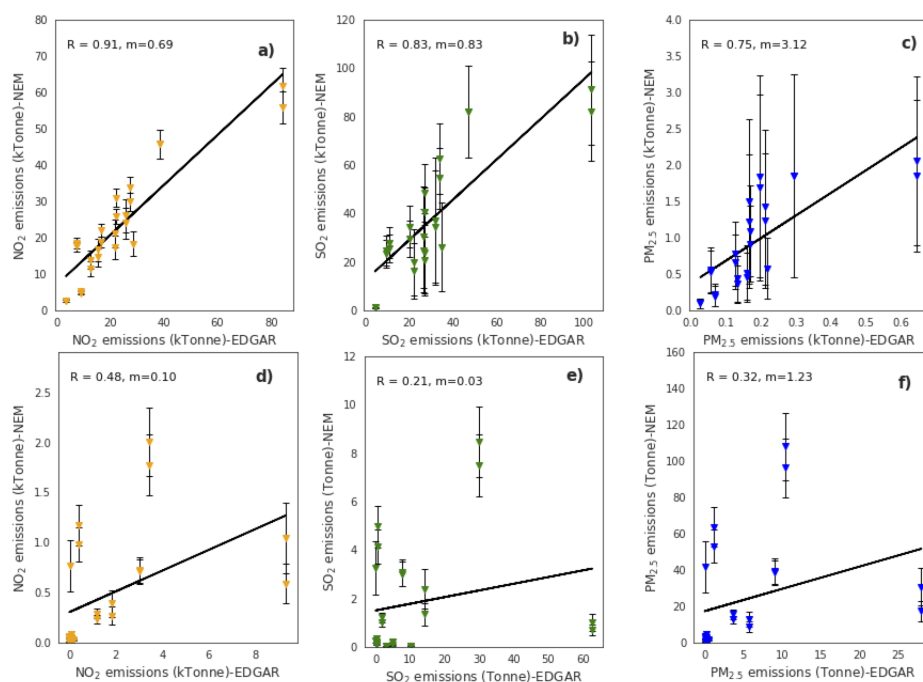 R = 0.91, m=0.69
a)
80
70
60
50
40
30
20
10
0
NO₂ emissions (kTonne)-NEM
0 20 40 60 80
NO₂ emissions (kTonne)-EDGAR
R = 0.83, m=0.83
b)
120
100
80
60
40
20
0
SO₂ emissions (kTonne)-NEM
0 20 40 60 80 100
SO₂ emissions (kTonne)-EDGAR
R = 0.75, m=3.12
c)
4.0
3.5
3.0
2.5
2.0
1.5
1.0
0.5
0.0
PM₂.₅ emissions (kTonne)-NEM
0.0 0.1 0.2 0.3 0.4 0.5 0.6
PM₂.₅ emissions (kTonne)-EDGAR
R = 0.48, m=0.10
d)
2.5
2.0
1.5
1.0
0.5
0.0
NO₂ emissions (kTonne)-NEM
0 2 4 6 8
NO₂ emissions (kTonne)-EDGAR
R = 0.21, m=0.03
e)
12
10
8
6
4
2
0
SO₂ emissions (Tonne)-NEM
0 10 20 30 40 50 60
SO₂ emissions (Tonne)-EDGAR
R = 0.32, m=1.23
f)
160
140
120
100
80
60
40
20
0
PM₂.₅ emissions (Tonne)-NEM
0 5 10 15 20 25
PM₂.₅ emissions (Tonne)-EDGAR